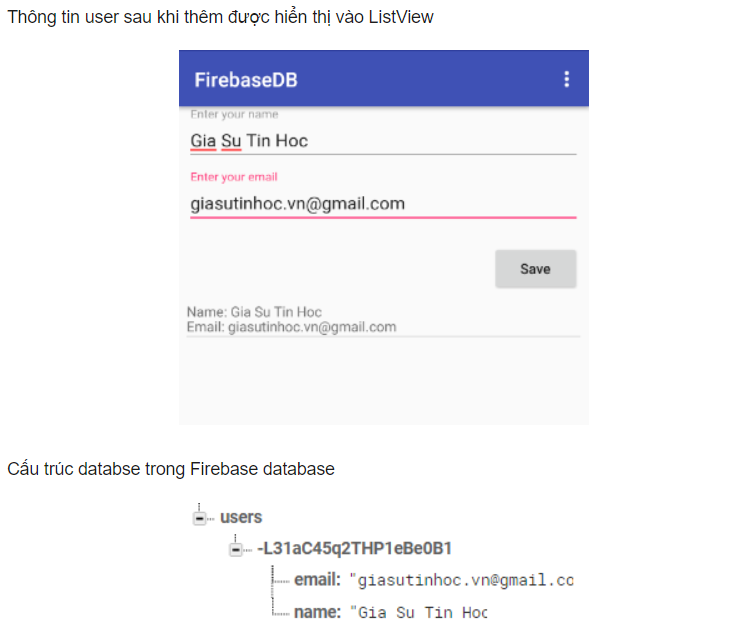 Thông tin user sau khi thêm được hiển thị vào ListView
FirebaseDB
Enter your name
Gia Su Tin Hoc
Enter your email
giasutinhoc.vn@gmail.com
Save
Name: Gia Su Tin Hoc
Email: giasutinhoc.vn@gmail.com
Cấu trúc databse trong Firebase database
users
-L31aC45q2THP1eBe0B1
email: "giasutinhoc.vn@gmail.co
name: "Gia Su Tin Hoc